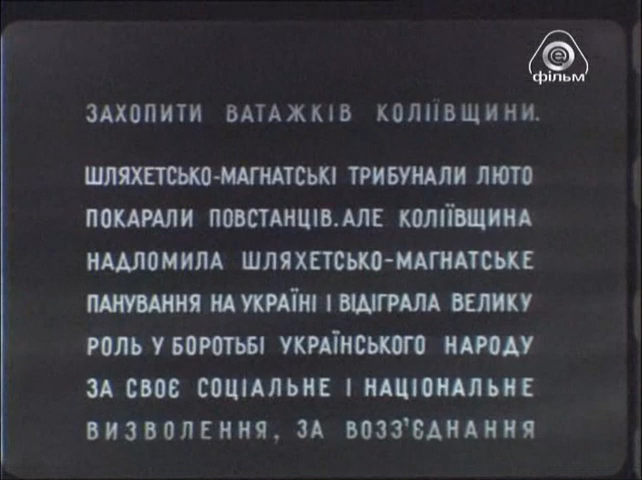 e
фільм
ЗАХОПИТИ ВАТАЖКІВ КОЛІЇВЩИНИ.
ШЛЯХЕТСЬКО-МАГНАТСЬКІ ТРИБУНАЛИ ЛЮТО
ПОКАРАЛИ ПОВСТАНЦІВ. АЛЕ КОЛІЇВЩИНА
НАДЛОМИЛА ШЛЯХЕТСЬКО-МАГНАТСЬКЕ
ПАНУВАННЯ НА УКРАЇНІ І ВІДІГРАЛА ВЕЛИКУ
РОЛЬ У БОРОТЬБІ УКРАЇНСЬКОГО НАРОДУ
ЗА СВОЄ СОЦІАЛЬНЕ І НАЦІОНАЛЬНЕ
ВИЗВОЛЕННЯ, ЗА ВОЗЗ'ЄДНАННЯ